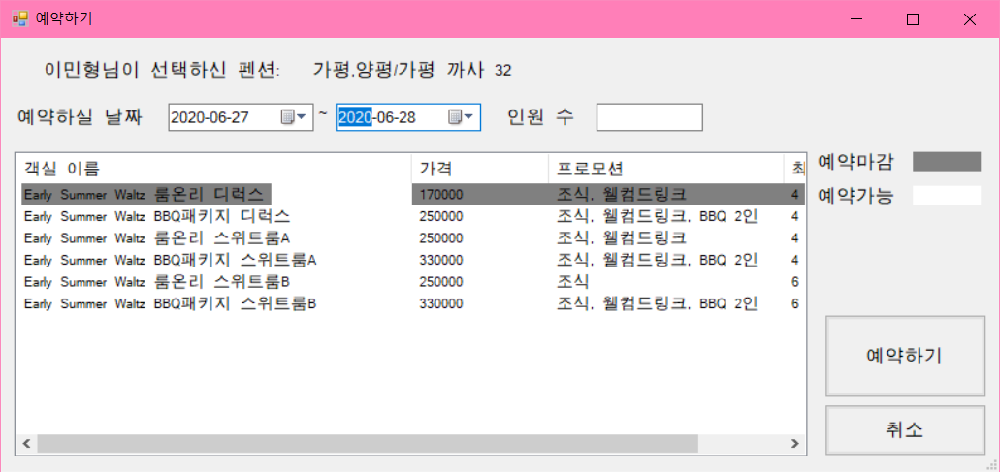 예약하기
이민형님이 선택하신 펜션: 가평,양평/가평 까사 32
예약하실 날짜 2020-06-27 ~ 2020-06-28 인원 수
객실 이름 가격 프로모션 최
Early Summer Waltz 룸온리 디럭스 170000 조식, 웰컴드링크 4
Early Summer Waltz BBQ패키지 디럭스 250000 조식, 웰컴드링크, BBQ 2인 4
Early Summer Waltz 룸온리 스위트룸A 250000 조식, 웰컴드링크 4
Early Summer Waltz BBQ패키지 스위트룸A 330000 조식, 웰컴드링크, BBQ 2인 4
Early Summer Waltz 룸온리 스위트룸B 250000 조식 6
Early Summer Waltz BBQ패키지 스위트룸B 330000 조식, 웰컴드링크, BBQ 2인 6
예약마감
예약가능
예약하기
취소